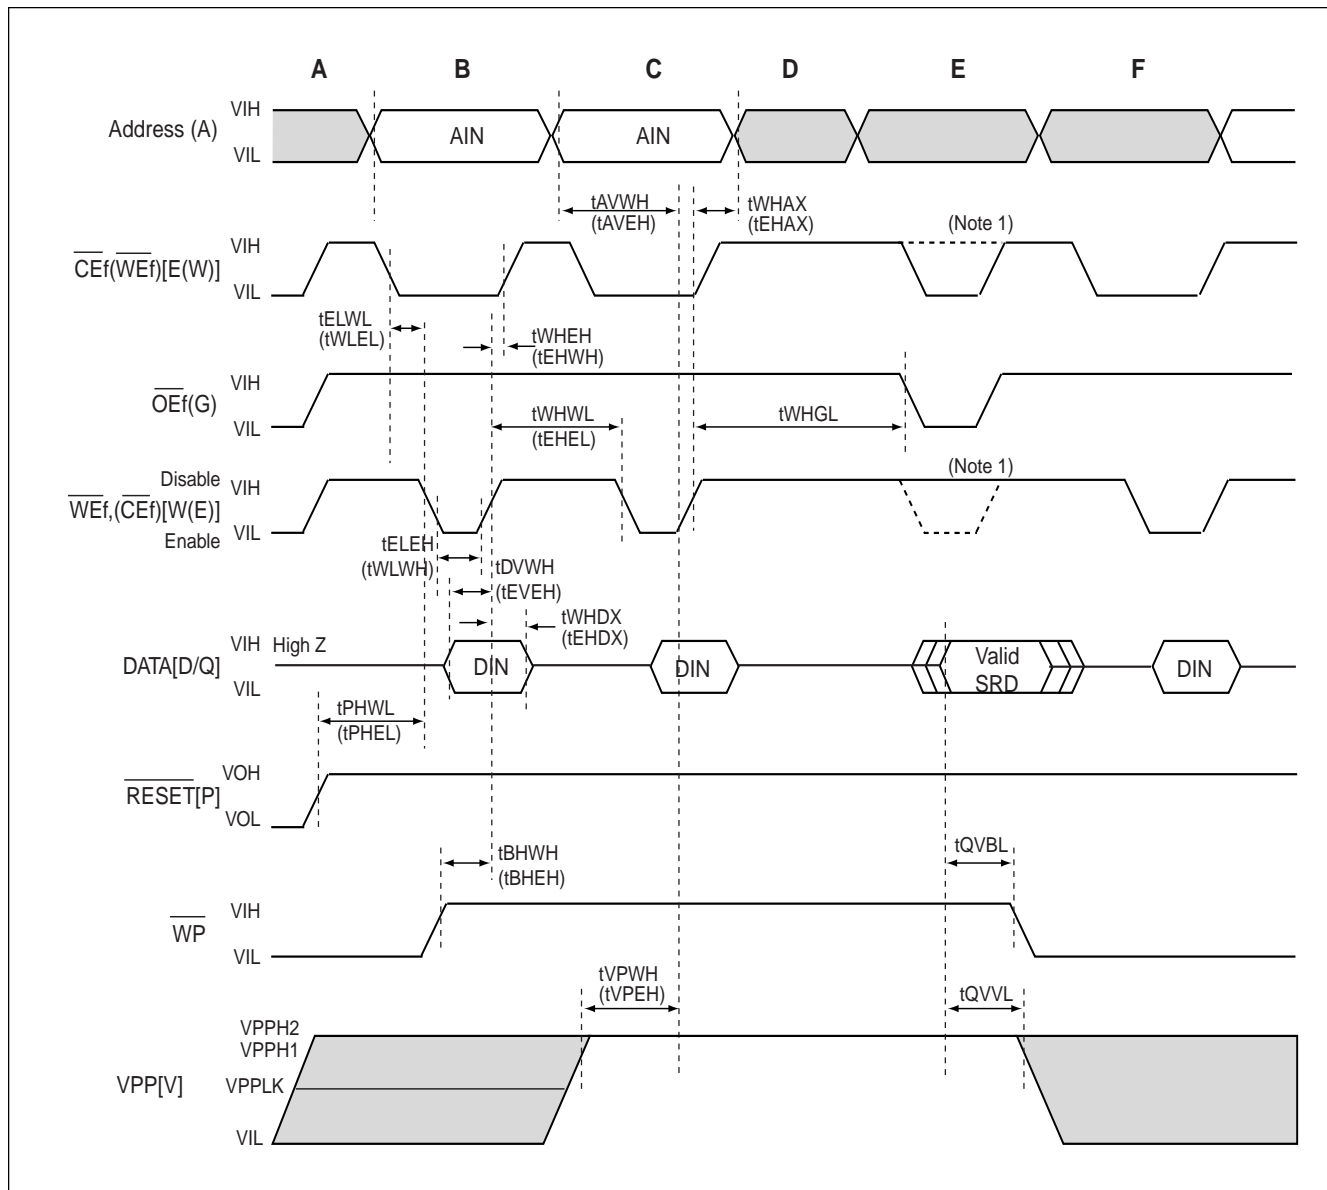 A B C D E F
VIH
Address (A) AIN AIN
VIL
tAVWH tWHAX
(tAVEH) (tEHAX)
(Note 1)
VIH
CEf(WEf)[E(W)]
VIL
tELWL
(tWLEL)
tWHEH
(tEHWH)
VIH
OEf(G)
VIL
tWHWL
(tEHEL)
tWHGL
Disable
VIH
(Note 1)
WEf,(CEf)[W(E)]
VIL
Enable
tELEH
(tWLWH)
tDVWH
(tEVEH)
tWHDX
(tEHDX)
VIH High Z
DATA[D/Q] DIN DIN Valid SRD DIN
VIL
tPHWL
(tPHEL)
VOH
RESET[P]
VOL
tBHWH
(tBHEH)
tQVBL
VIH
WP
VIL
tVPWH
(tVPEH)
tQVVL
VPPH2
VPPH1
VPP[V] VPPLK
VIL